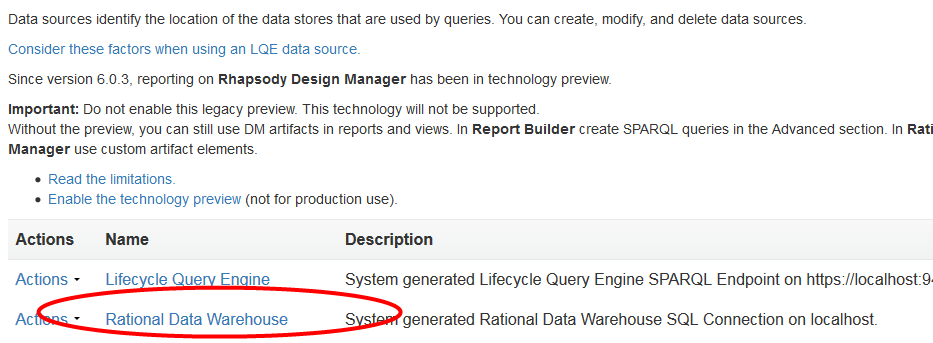 Data sources identify the location of the data stores that are used by queries. You can create, modify, and delete data sources.
Consider these factors when using an LQE data source.
Since version 6.0.3, reporting on Rhapsody Design Manager has been in technology preview.
Important: Do not enable this legacy preview. This technology will not be supported.
Without the preview, you can still use DM artifacts in reports and views. In Report Builder create SPARQL queries in the Advanced section. In Rati
Manager use custom artifact elements.
• Read the limitations.
• Enable the technology preview (not for production use).
Actions Name Description
Actions Lifecycle Query Engine System generated Lifecycle Query Engine SPARQL Endpoint on https://localhost:94
Actions Rational Data Warehouse System generated Rational Data Warehouse SQL Connection on localhost.